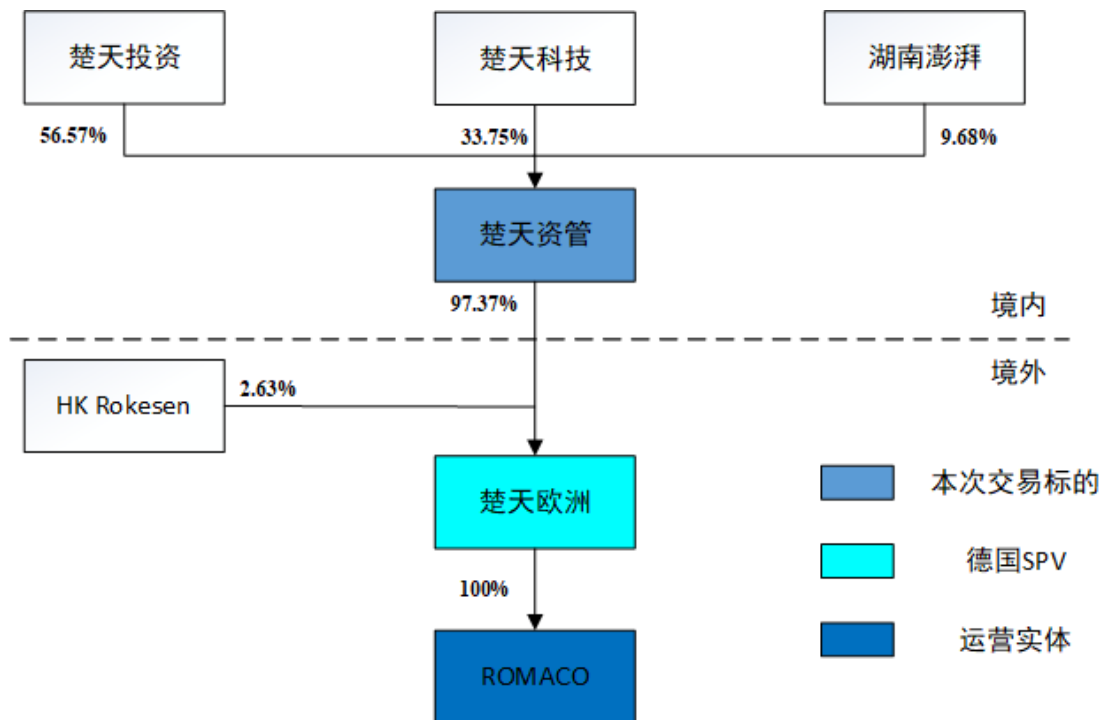 楚天投资
楚天科技
湖南澎湃
56.57%
33.75%
9.68%
楚天资管
97.37%
境内
境外
HK Rokesen
2.63%
楚天欧洲
本次交易标的
100%
德国SPV
ROMACO
运营实体